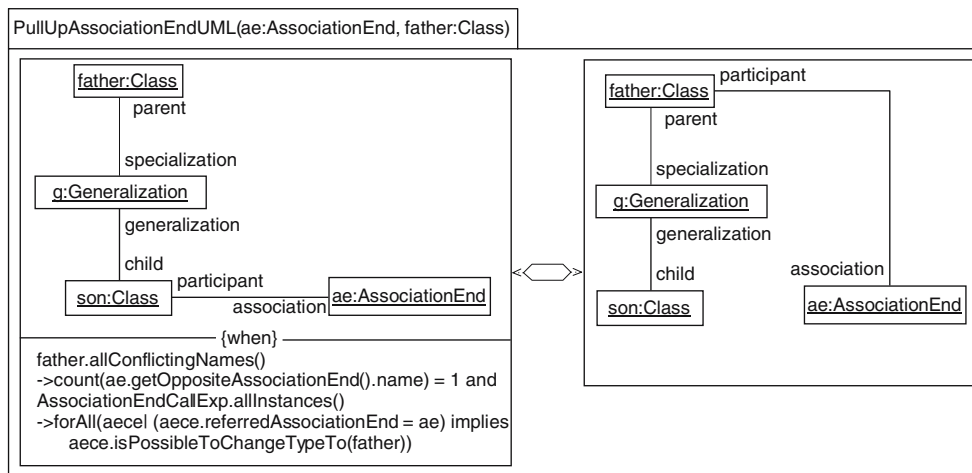 PullUpAssociationEndUML(ae:AssociationEnd, father:Class)
father:Class
parent
specialization
g:Generalization
generalization
child
participant
son:Class
association
ae:AssociationEnd
{when}
father.allConflictingNames()
->count(ae.getOppositeAssociationEnd().name) = 1 and
AssociationEndCallExp.allInstances()
->forAll(aece| (aece.referredAssociationEnd = ae) implies
aece.isPossibleToChangeTypeTo(father))
participant
father:Class
parent
specialization
g:Generalization
generalization
child
association
son:Class
ae:AssociationEnd